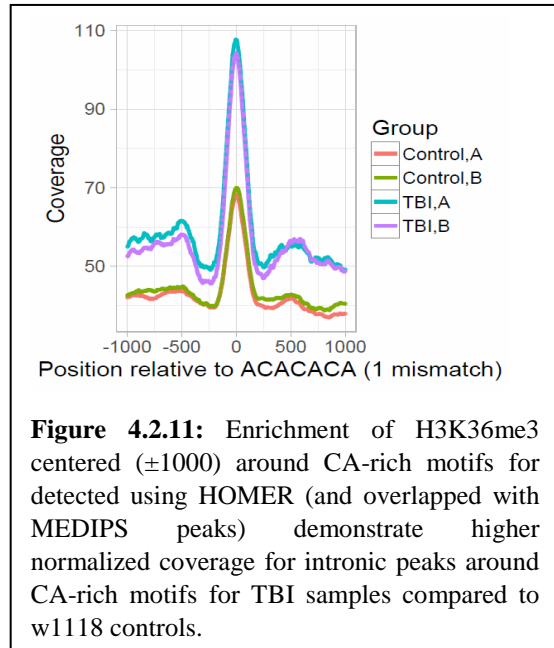 110
90
70
50
Coverage
-1000 -500 0 500 1000
Position relative to ACACACA (1 mismatch)
Group
Control,A
Control,B
TBI,A
TBI,B
Figure 4.2.11: Enrichment of H3K36me3
centered (±1000) around CA-rich motifs for
detected using HOMER (and overlapped with
MEDIPS peaks) demonstrate higher
normalized coverage for intronic peaks around
CA-rich motifs for TBI samples compared to
w1118 controls.